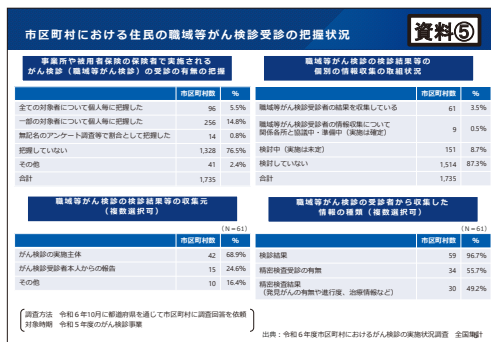 市区町村における住民の職域等がん検診受診の把握状況
資料⑤
事業所や被用者保険の保険者で実施される
がん検診（職域等がん検診）の受診の有無の把握
市区町村数 %
全ての対象者について個人毎に把握した 96 5.5%
一部の対象者について個人毎に把握した 256 14.8%
無記名のアンケート調査等で割合として把握した 14 0.8%
把握していない 1,328 76.5%
その他 41 2.4%
合計 1,735
職域等がん検診の検診結果等の
個別の情報収集の取組状況
市区町村数 %
職域等がん検診受診者の結果を収集している 61 3.5%
職域等がん検診受診者の情報収集について
関係各所と協議中・準備中（実施は確定） 9 0.5%
検討中（実施は未定） 151 8.7%
検討していない 1,514 87.3%
合計 1,735
職域等がん検診の検診結果等の収集元
（複数選択可）
（N＝61）
市区町村数 %
がん検診の実施主体 42 68.9%
がん検診受診者本人からの報告 15 24.6%
その他 10 16.4%
職域等がん検診の受診者から収集した
情報の種類（複数選択可）
（N＝61）
市区町村数 %
検診結果 59 96.7%
精密検査受診の有無 34 55.7%
精密検査結果
（発見がんの有無や進行度、治療情報など） 30 49.2%
調査方法 令和６年10月に都道府県を通じて市区町村に調査回答を依頼
対象時期 令和５年度のがん検診事業
出典：令和６年度市区町村におけるがん検診の実施状況調査 全国集計